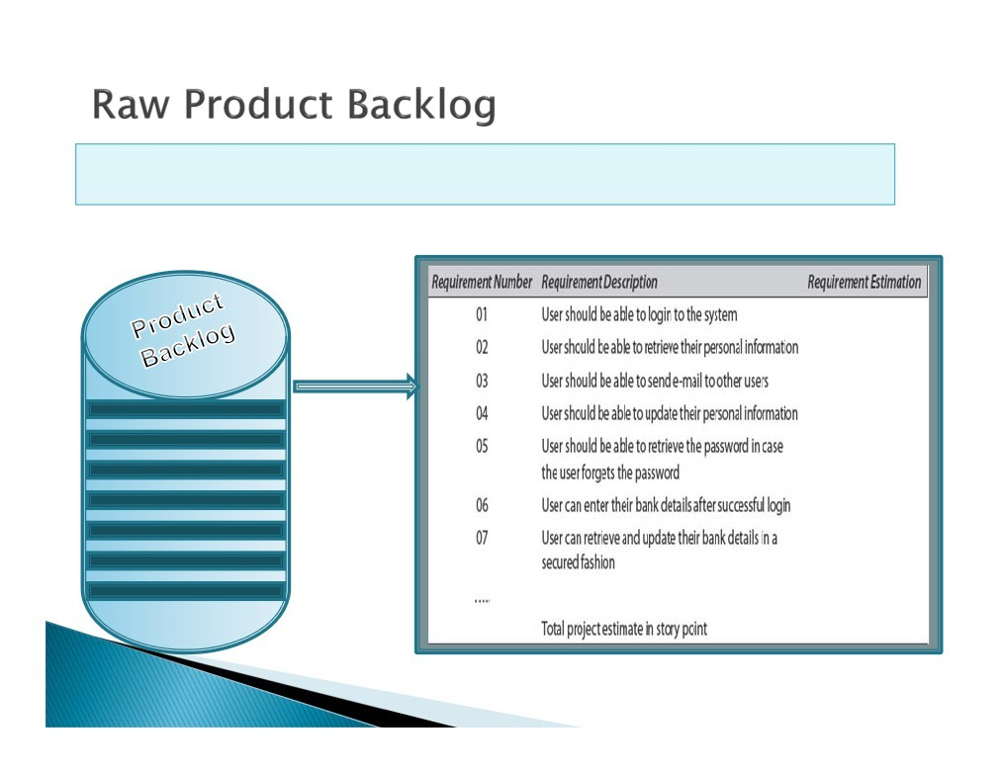 Raw Product Backlog
Product
Backlog
Requirement Number Requirement Description Requirement Estimation
01 User should be able to login to the system
02 User should be able to retrieve their personal information
03 User should be able to send e-mail to other users
04 User should be able to update their personal information
05 User should be able to retrieve the password in case
the user forgets the password
06 User can enter their bank details after successful login
07 User can retrieve and update their bank details in a
secured fashion
.....
Total project estimate in story point